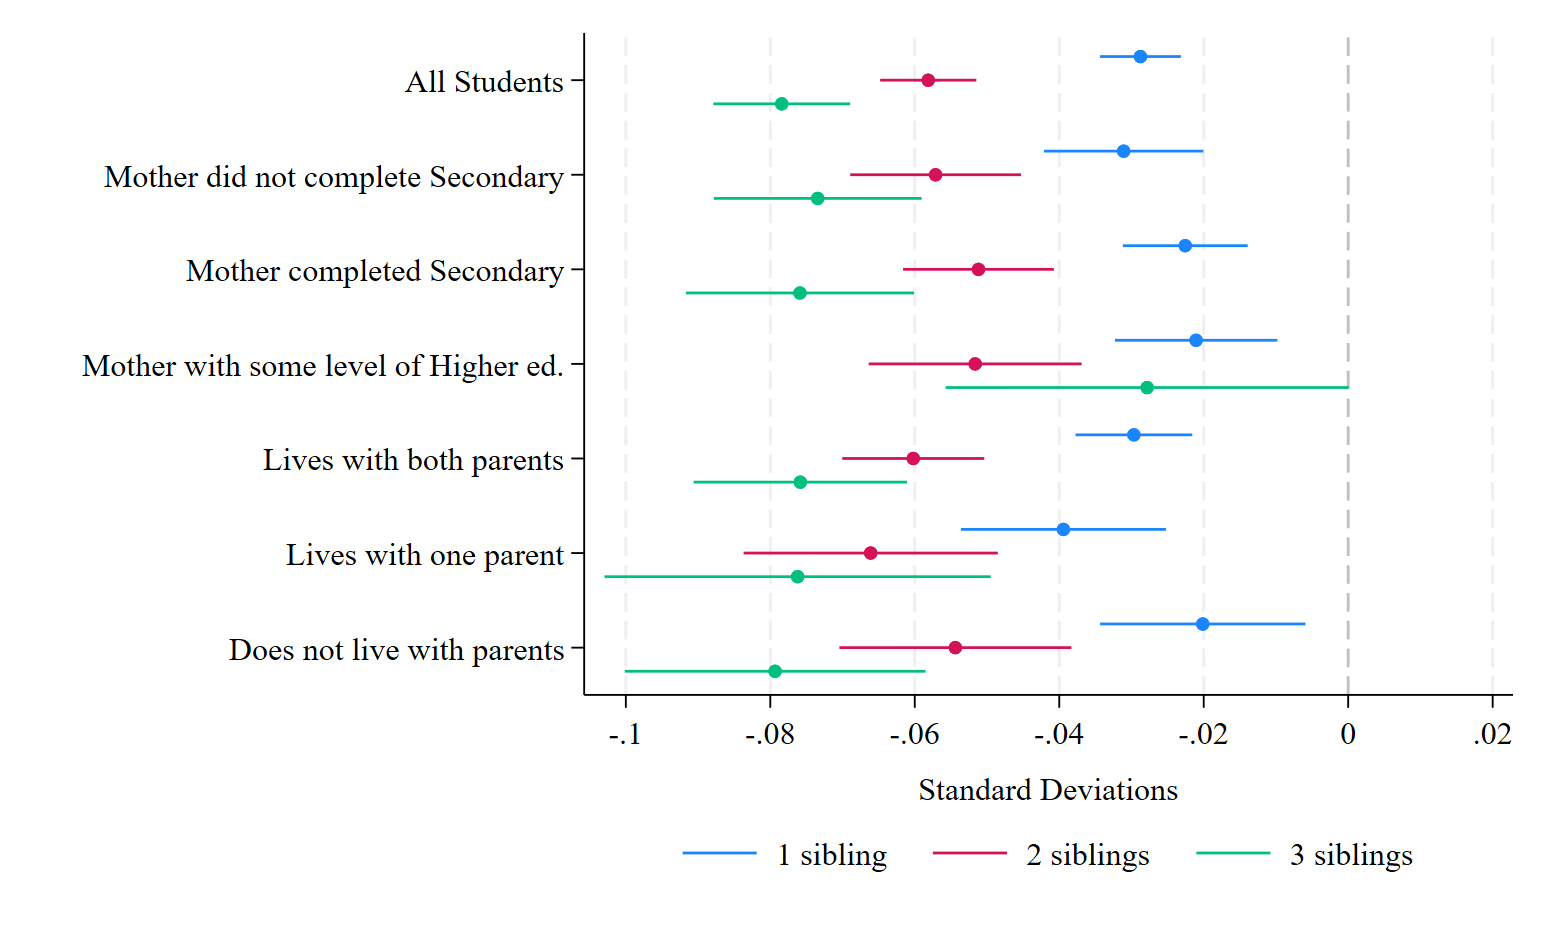 All Students
Mother did not complete Secondary
Mother completed Secondary
Mother with some level of Higher ed.
Lives with both parents
Lives with one parent
Does not live with parents
-.1 -.08 -.06 -.04 -.02 0 .02
Standard Deviations
1 sibling 2 siblings 3 siblings